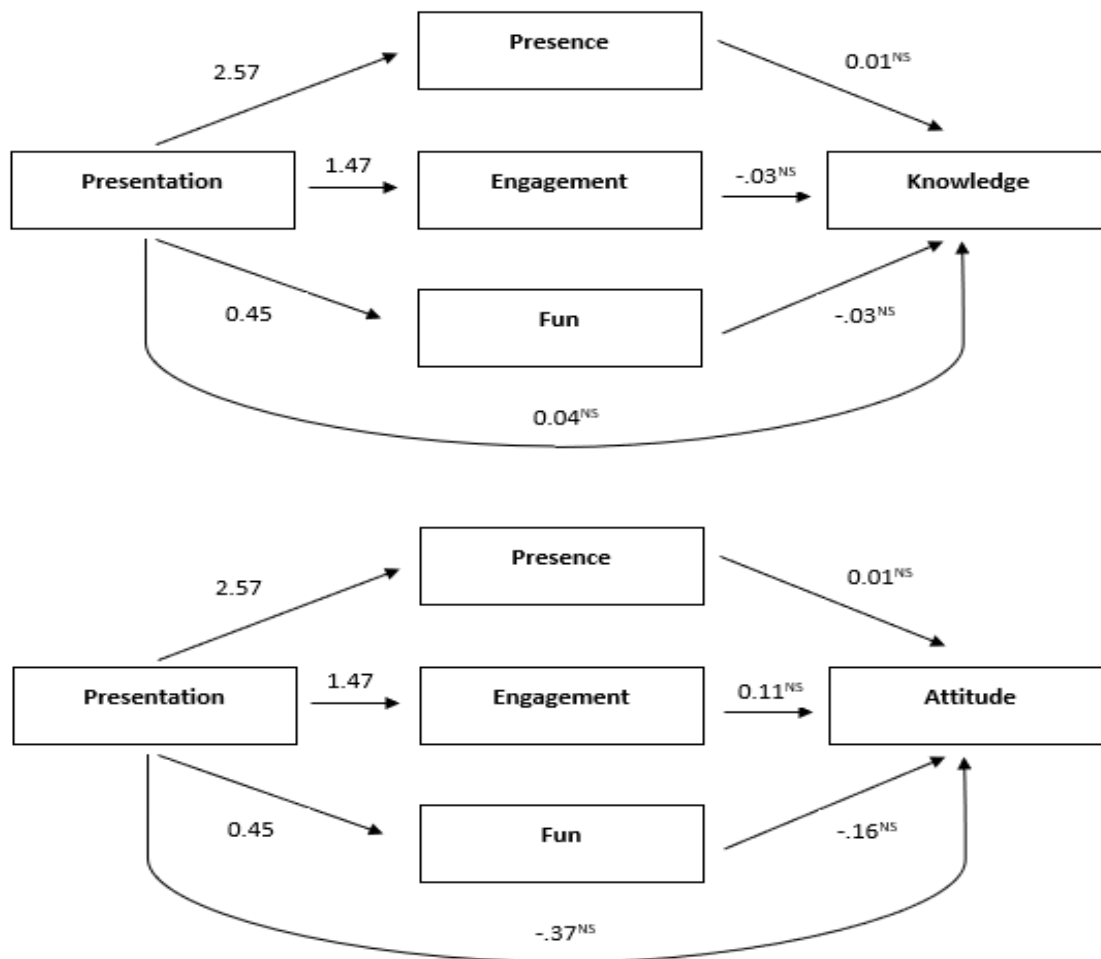 Presence
2.57
0.01NS
Presentation
1.47
Engagement
-.03NS
Knowledge
0.45
Fun
-.03NS
0.04NS
Presence
2.57
0.01NS
Presentation
1.47
Engagement
0.11NS
Attitude
0.45
Fun
-.16NS
-.37NS